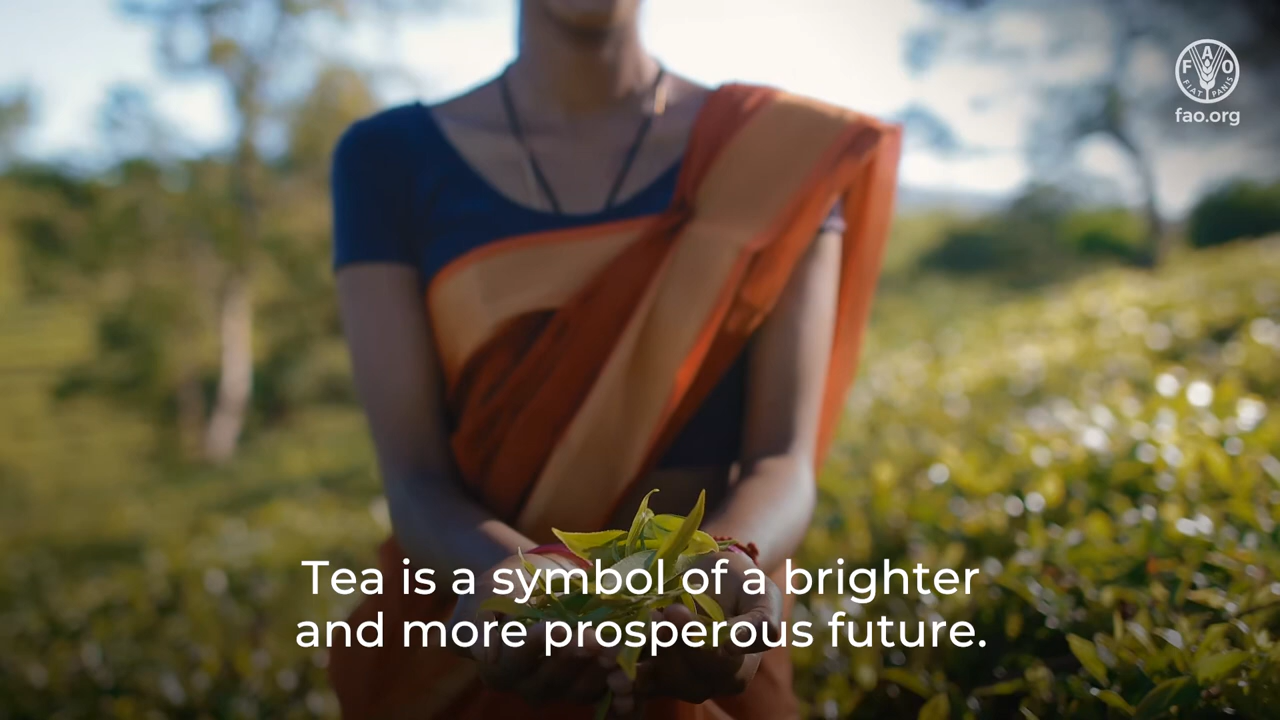 FAO
FIAT PANIS
fao.org
Tea is a symbol of a brighter
and more prosperous future.